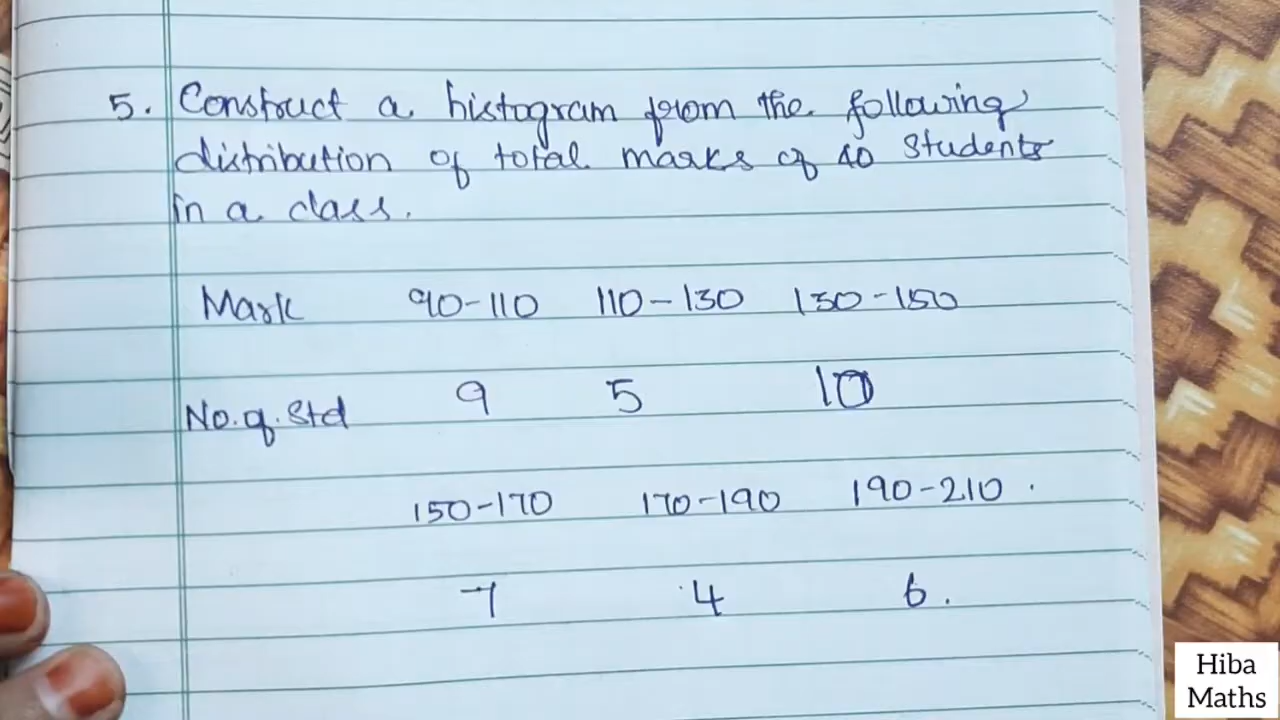 5. Construct a histogram from the following
distribution of total marks of 40 students
in a class.
Mark 90-110 110-130 130-150
No.of.Std 9 5 10
150-170 170-190 190-210.
7 4 6.
Hiba
Maths